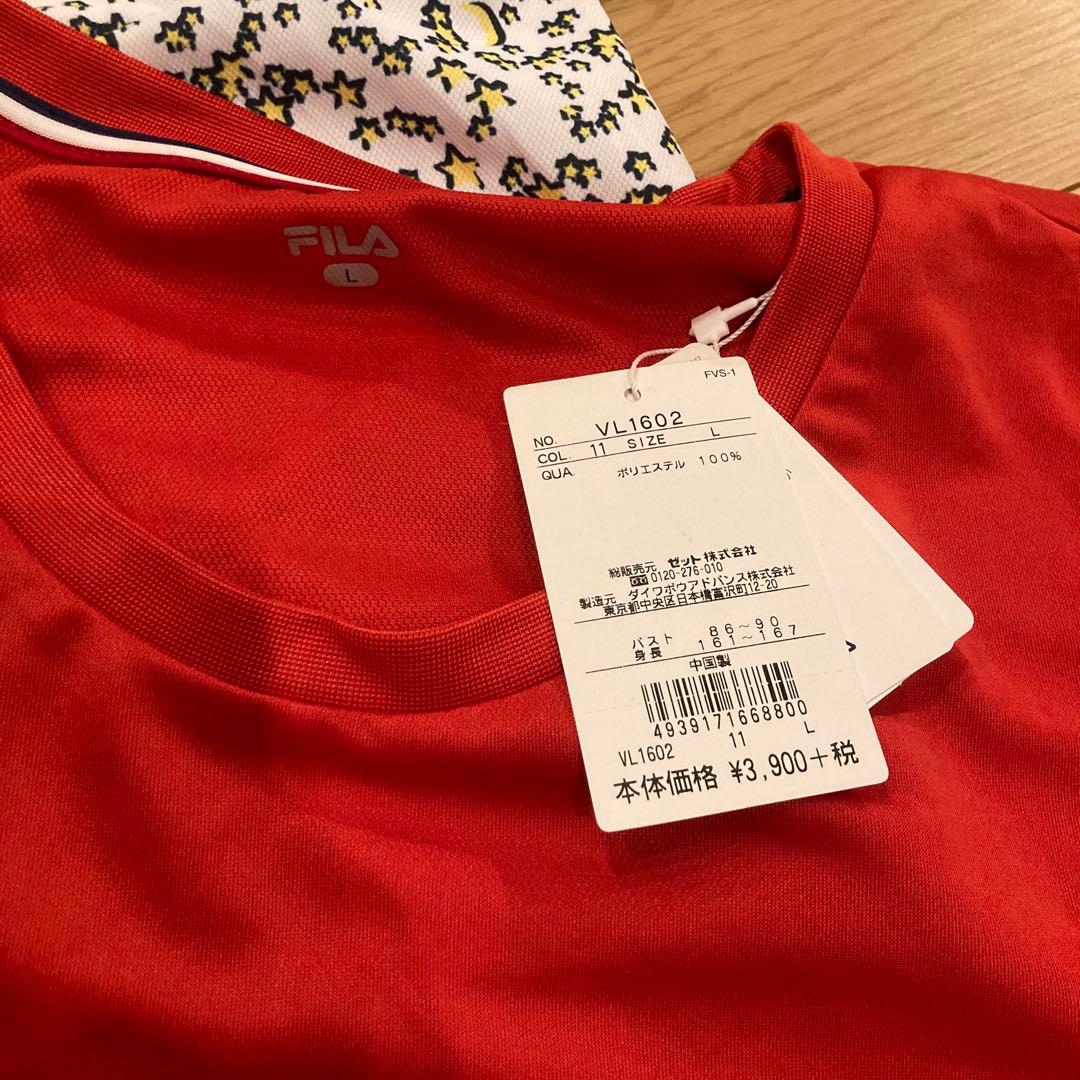 FILA
L
FVS-1
NO. VL1602
COL. 11 SIZE L
QUA. ポリエステル 100%
総販売元 ゼット株式会社
0120-276-010
製造元 ダイワボウアドバンス株式会社
東京都中央区日本橋富沢町12-20
バスト 86～90
身長 161～167
中国製
4939171668800
VL1602 11 L
本体価格 ¥3,900+税